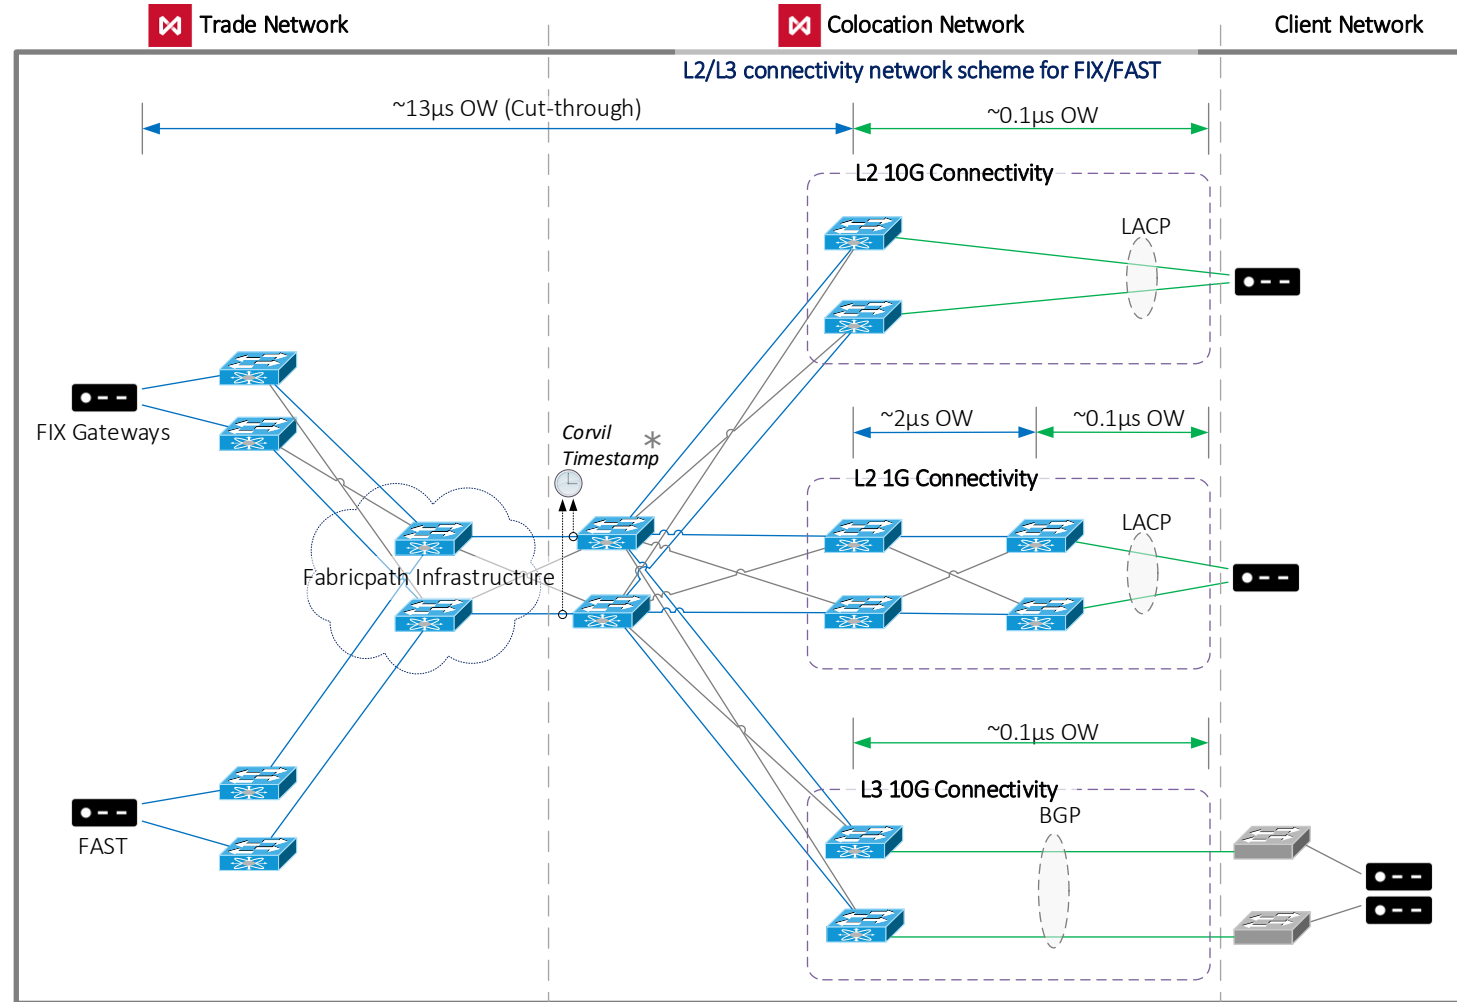 Trade Network
Colocation Network
Client Network
L2/L3 connectivity network scheme for FIX/FAST
~13µs OW (Cut-through)
~0.1µs OW
L2 10G Connectivity
LACP
FIX Gateways
Corvil
Timestamp*
~2µs OW
~0.1µs OW
L2 1G Connectivity
LACP
Fabricpath Infrastructure
~0.1µs OW
L3 10G Connectivity
BGP
FAST